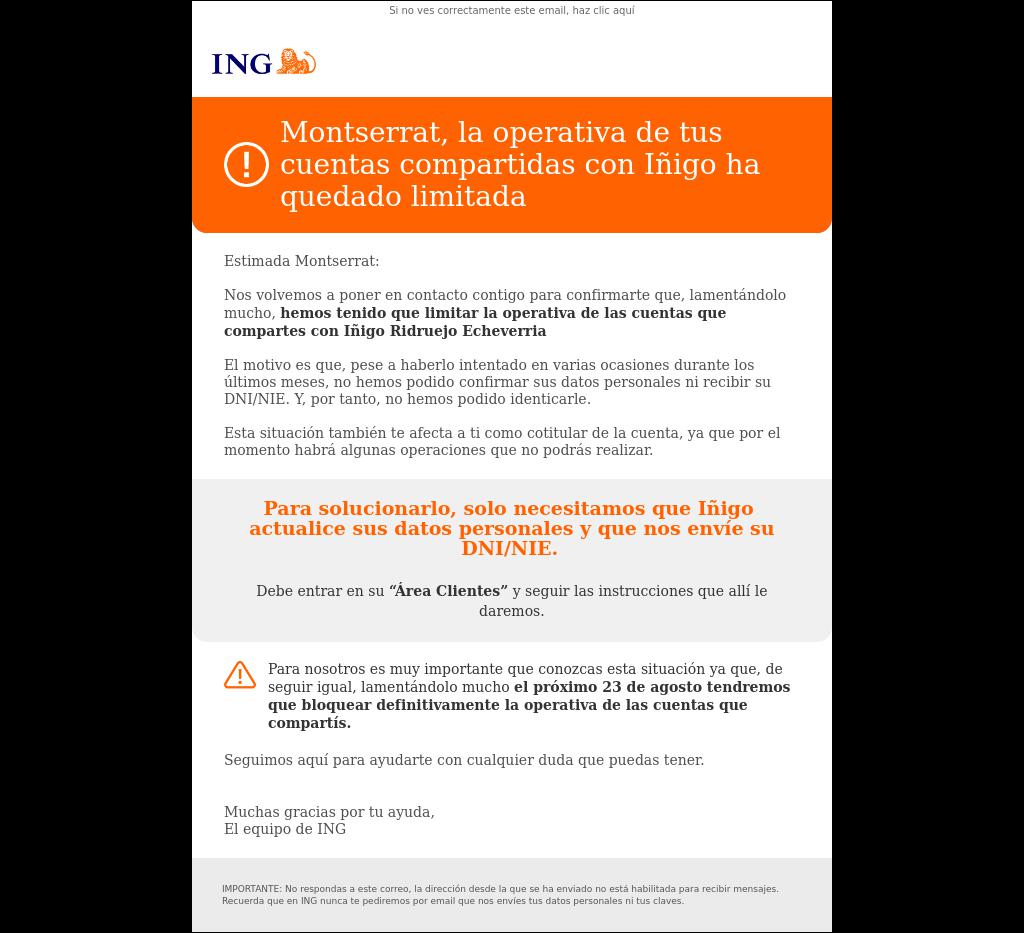 Si no ves correctamente este email, haz clic aquí
ING
Montserrat, la operativa de tus
cuentas compartidas con Iñigo ha
quedado limitada
Estimada Montserrat:
Nos volvemos a poner en contacto contigo para confirmarte que, lamentándolo
mucho, hemos tenido que limitar la operativa de las cuentas que
compartes con Iñigo Ridruejo Echeverria
El motivo es que, pese a haberlo intentado en varias ocasiones durante los
últimos meses, no hemos podido confirmar sus datos personales ni recibir su
DNI/NIE. Y, por tanto, no hemos podido identicarle.
Esta situación también te afecta a ti como cotitular de la cuenta, ya que por el
momento habrá algunas operaciones que no podrás realizar.
Para solucionarlo, solo necesitamos que Iñigo
actualice sus datos personales y que nos envíe su
DNI/NIE.
Debe entrar en su “Área Clientes” y seguir las instrucciones que allí le
daremos.
Para nosotros es muy importante que conozcas esta situación ya que, de
seguir igual, lamentándolo mucho el próximo 23 de agosto tendremos
que bloquear definitivamente la operativa de las cuentas que
compartís.
Seguimos aquí para ayudarte con cualquier duda que puedas tener.
Muchas gracias por tu ayuda,
El equipo de ING
IMPORTANTE: No respondas a este correo, la dirección desde la que se ha enviado no está habilitada para recibir mensajes.
Recuerda que en ING nunca te pediremos por email que nos envíes tus datos personales ni tus claves.